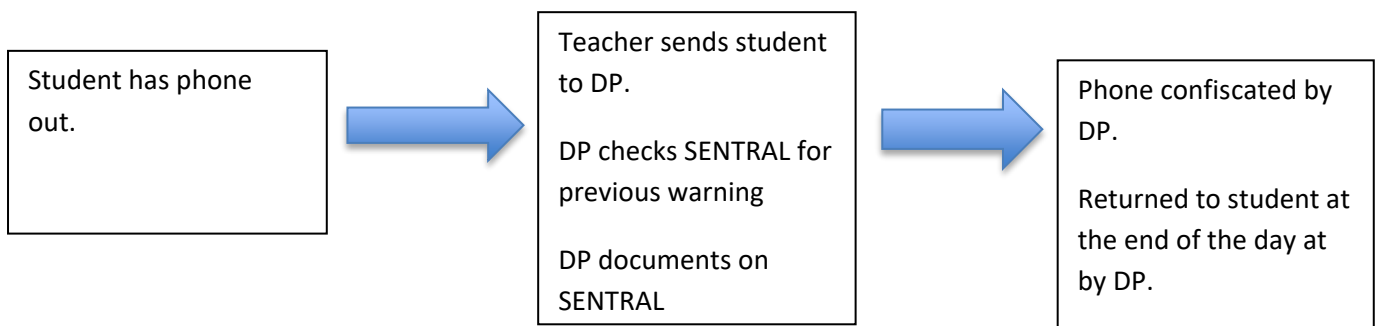 Student has phone
out.
Teacher sends student
to DP.
DP checks SENTRAL for
previous warning
DP documents on
SENTRAL
Phone confiscated by
DP.
Returned to student at
the end of the day at
by DP.